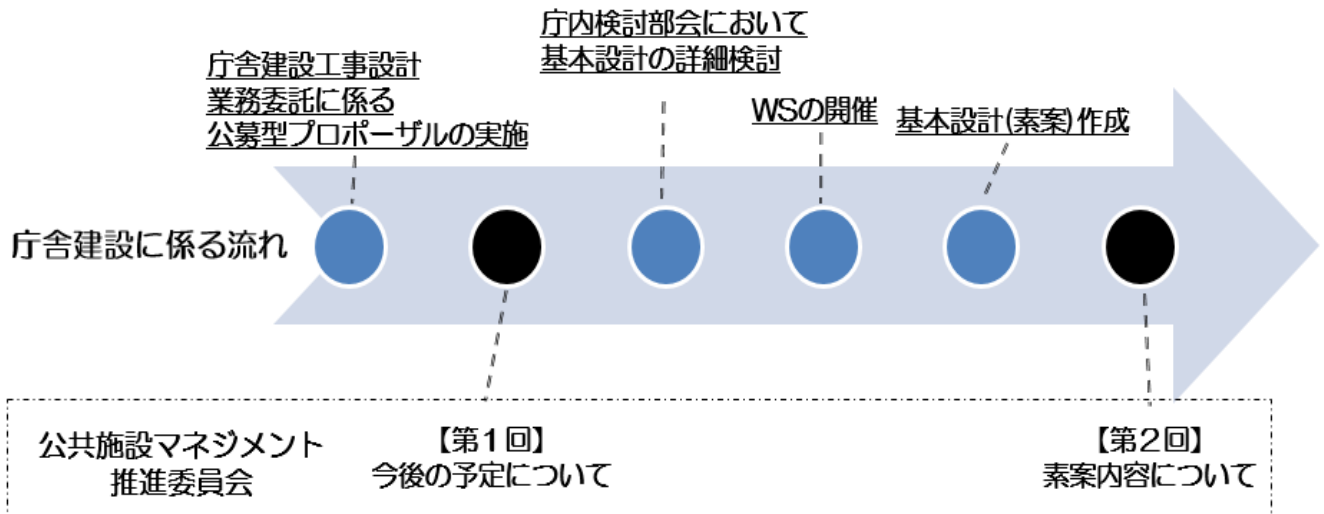 庁内検討部会において
基本設計の詳細検討
庁舎建設工事設計
業務委託に係る
公募型プロポーザルの実施
WSの開催
基本設計(素案)作成
庁舎建設に係る流れ
公共施設マネジメント
推進委員会
【第1回】
今後の予定について
【第2回】
素案内容について